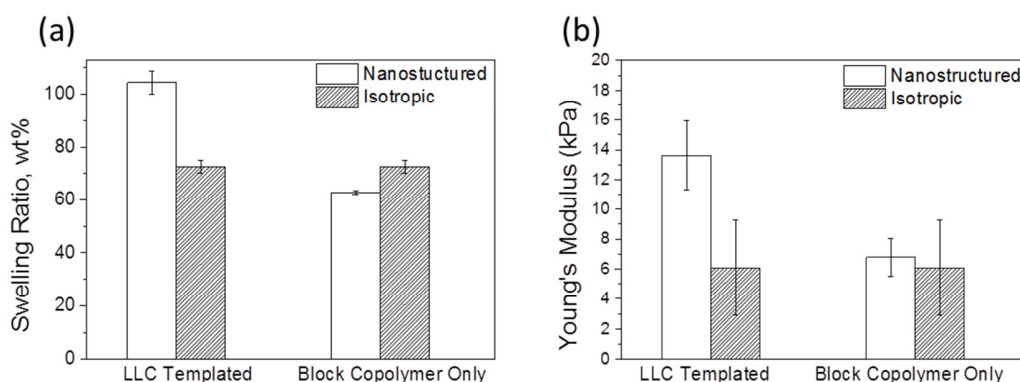 (a)
Swelling Ratio, wt%
100
80
60
40
20
0
Nanostuctured
Isotropic
LLC Templated
Block Copolymer Only
(b)
Young's Modulus (kPa)
20
18
16
14
12
10
8
6
4
2
0
Nanostructured
Isotropic
LLC Templated
Block Copolymer Only